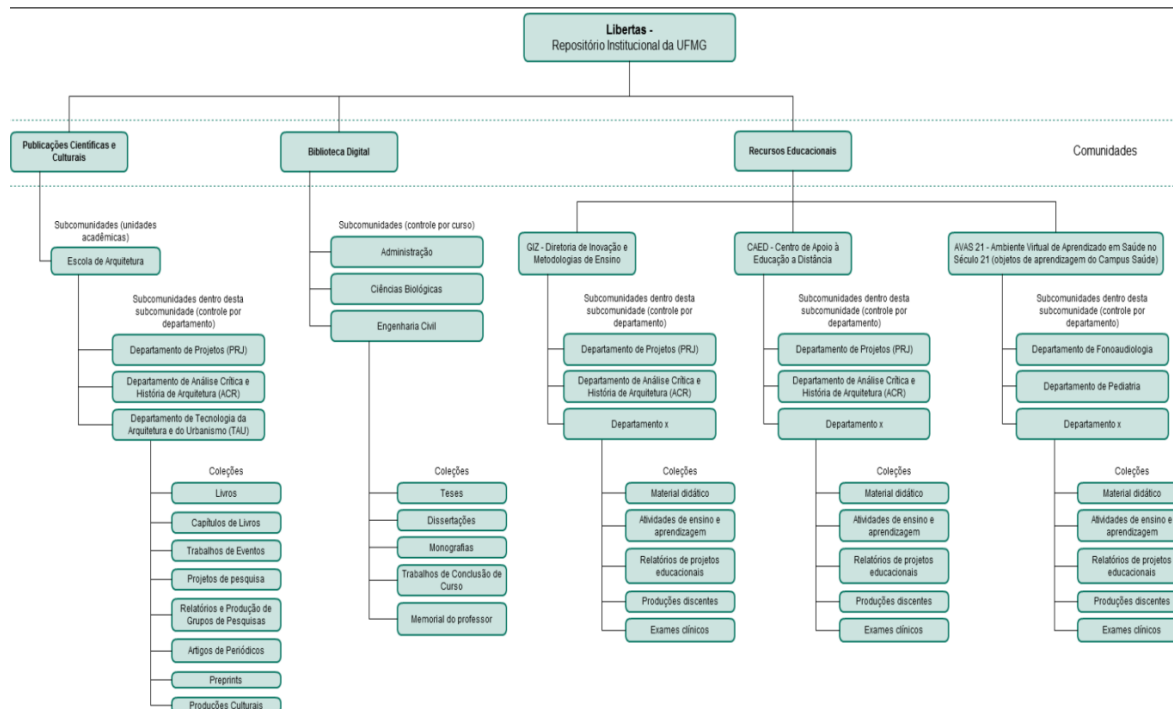 Libertas -
Repositório Institucional da UFMG
Publicações Científicas e
Culturais
Biblioteca Digital
Recursos Educacionais
Comunidades
Subcomunidades (unidades
acadêmicas)
Escola de Arquitetura
Subcomunidades dentro desta
subcomunidade (controle por
departamento)
Departamento de Projetos (PRJ)
Departamento de Análise Crítica e
História de Arquitetura (ACR)
Departamento de Tecnologia da
Arquitetura e do Urbanismo (TAU)
Coleções
Livros
Capítulos de Livros
Trabalhos de Eventos
Projetos de pesquisa
Relatórios e Produção de
Grupos de Pesquisas
Artigos de Periódicos
Preprints
Produções Culturais
Subcomunidades (controle por curso)
Administração
Ciências Biológicas
Engenharia Civil
Coleções
Teses
Dissertações
Monografias
Trabalhos de Conclusão de
Curso
Memorial do professor
GIZ - Diretoria de Inovação e
Metodologias de Ensino
Subcomunidades dentro desta
subcomunidade (controle por
departamento)
Departamento de Projetos (PRJ)
Departamento de Análise Crítica e
História de Arquitetura (ACR)
Departamento x
Coleções
Material didático
Atividades de ensino e
aprendizagem
Relatórios de projetos
educacionais
Produções discentes
Exames clínicos
CAED - Centro de Apoio à
Educação a Distância
Subcomunidades dentro desta
subcomunidade (controle por
departamento)
Departamento de Projetos (PRJ)
Departamento de Análise Crítica e
História de Arquitetura (ACR)
Departamento x
Coleções
Material didático
Atividades de ensino e
aprendizagem
Relatórios de projetos
educacionais
Produções discentes
Exames clínicos
AVAS 21 - Ambiente Virtual de Aprendizado em Saúde no
Século 21 (objetos de aprendizagem do Campus Saúde)
Subcomunidades dentro desta
subcomunidade (controle por
departamento)
Departamento de Fonoaudiologia
Departamento de Pediatria
Departamento x
Coleções
Material didático
Atividades de ensino e
aprendizagem
Relatórios de projetos
educacionais
Produções discentes
Exames clínicos